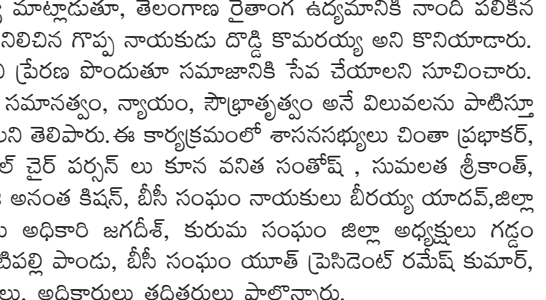 మాట్లాడుతూ, తెలంగాణ రైతాంగ ఉద్యమానికి నాంది పలికిన
నిలిచిన గొప్ప నాయకుడు దొడ్డి కొమరయ్య అని కొనియాడారు.
ప్రేరణ పొందుతూ సమాజానికి సేవ చేయాలని సూచించారు.
సమానత్వం, న్యాయం, సౌభ్రాతృత్వం అనే విలువలను పాటిస్తూ
తెలిపారు.ఈ కార్యక్రమంలో శాసనసభ్యులు చింతా ప్రభాకర్,
చైర్ పర్సన్ లు కూన వనిత సంతోష్ , సుమలత శ్రీకాంత్,
అనంత కిషన్, బీసీ సంఘం నాయకులు బీరయ్య యాదవ్,జిల్లా
అధికారి జగదీశ్, కురుమ సంఘం జిల్లా అధ్యక్షులు గడ్డం
పాండు, బీసీ సంఘం యూత్ ప్రెసిడెంట్ రమేష్ కుమార్,
అధికారులు తదితరులు పాల్గొన్నారు.